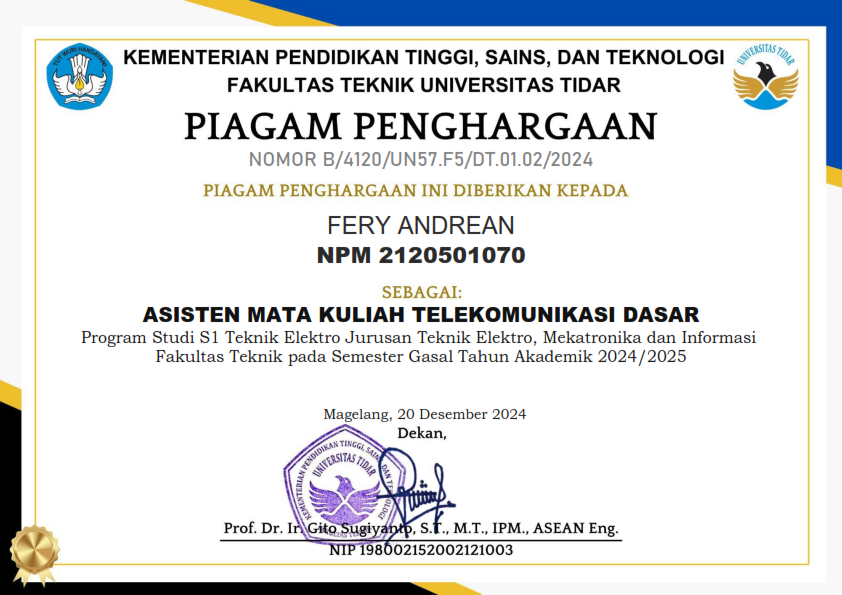 TUT WURI HANDAYANI
KEMENTERIAN PENDIDIKAN TINGGI, SAINS, DAN TEKNOLOGI
UNIVERSITAS TIDAR
FAKULTAS TEKNIK UNIVERSITAS TIDAR
PIAGAM PENGHARGAAN
NOMOR B/4120/UN57.F5/DT.01.02/2024
PIAGAM PENGHARGAAN INI DIBERIKAN KEPADA
FERY ANDREAN
NPM 2120501070
SEBAGAI:
ASISTEN MATA KULIAH TELEKOMUNIKASI DASAR
Program Studi S1 Teknik Elektro Jurusan Teknik Elektro, Mekatronika dan Informasi
Fakultas Teknik pada Semester Gasal Tahun Akademik 2024/2025
Magelang, 20 Desember 2024
Dekan,
KEMENTERIAN PENDIDIKAN TINGGI, SAINS, DAN TEKNOLOGI
UNIVERSITAS TIDAR
FAKULTAS TEKNIK
Prof. Dr. Ir. Gito Sugiyanto, S.T., M.T., IPM., ASEAN Eng.
NIP 198002152002121003